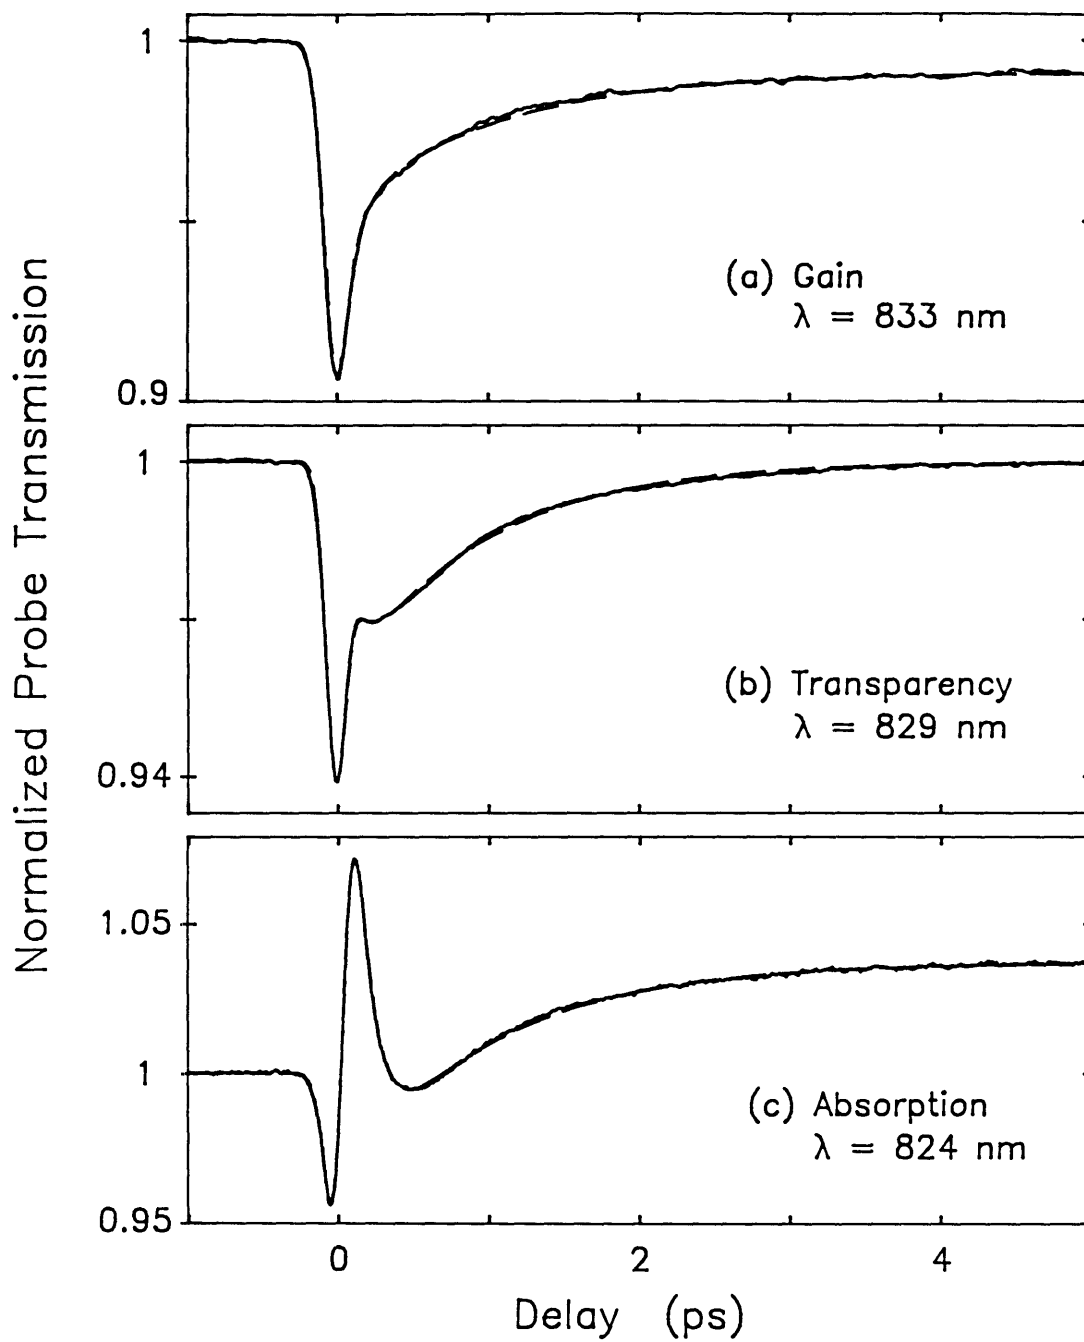 Normalized Probe Transmission
1
0.9
(a) Gain
λ = 833 nm
1
0.94
(b) Transparency
λ = 829 nm
1.05
1
0.95
(c) Absorption
λ = 824 nm
0 2 4
Delay (ps)